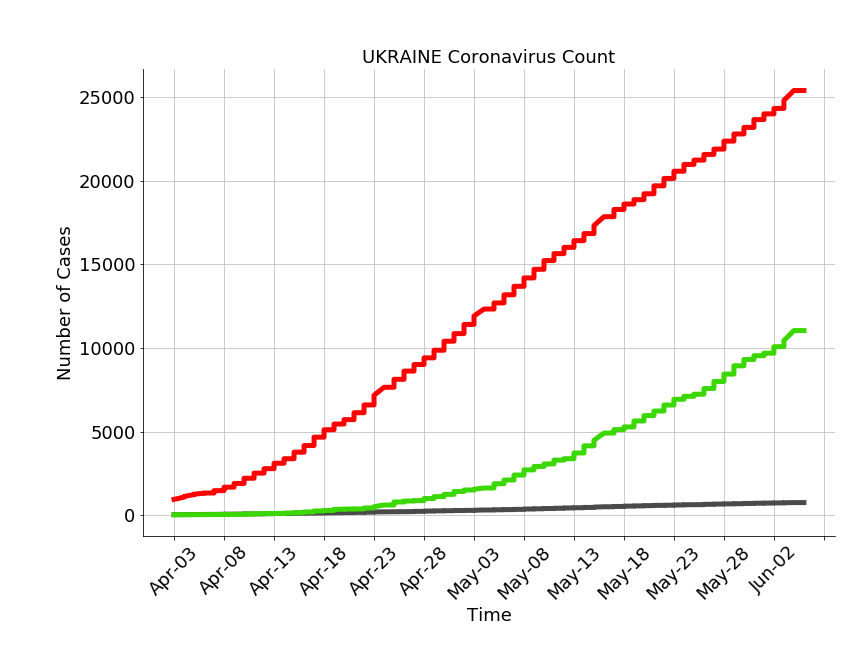 UKRAINE Coronavirus Count
Number of Cases
25000
20000
15000
10000
5000
0
Apr-03
Apr-08
Apr-13
Apr-18
Apr-23
Apr-28
May-03
May-08
May-13
May-18
May-23
May-28
Jun-02
Time